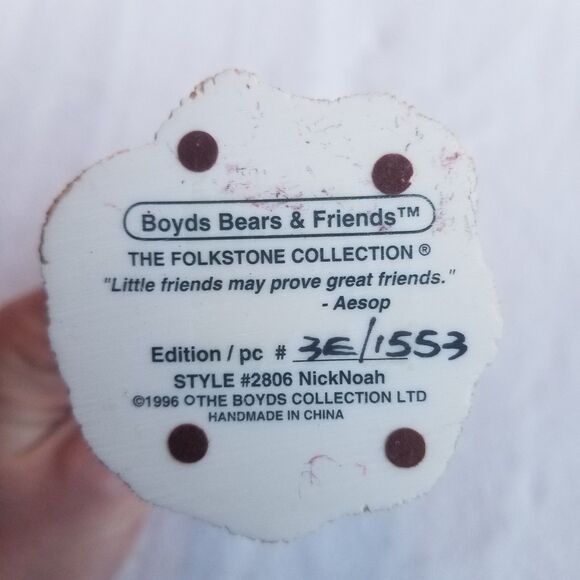 Boyds Bears & Friends™
THE FOLKSTONE COLLECTION ®
"Little friends may prove great friends."
- Aesop
Edition / pc # 3E/1553
STYLE #2806 NickNoah
©1996 THE BOYDS COLLECTION LTD
HANDMADE IN CHINA